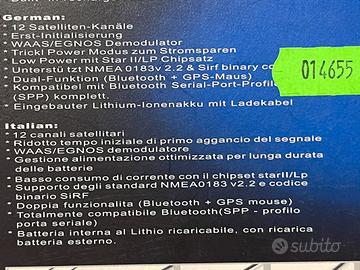 German:
* 12 Satelliten-Kanäle
* Erst-Initialisierung
* WAAS/EGNOS Demodulator
* Trickl Power Modus zum Stromsparen
* Low Power mit Star II/LP Chipsatz
* Unterstü tzt NMEA 0183v 2.2 & Sirf binary co
* Dual-Funktion (Bluetooth + GPS-Maus)
* Kompatibel mit Bluetooth Serial-Port-Profile
(SPP) komplett.
* Eingebauter Lithium-Ionenakku mit Ladekabel
014655
Italian:
* 12 canali satellitari
* Ridotto tempo iniziale di primo aggancio del segnale
* WAAS/EGNOS demodulatore
* Gestione alimentazione ottimizzata per lunga durata
delle batterie
* Basso consumo di corrente con il chipset starII/Lp
* Supporto degli standard NMEA0183 v2.2 e codice
binario SiRF
* Doppia funzionalita (Bluetooth + GPS mouse)
* Totalmente compatibile Bluetooth(SPP - profilo
porta seriale)
* Batteria interna al Lithio ricaricabile, con ricarica
batteria esterno.
subito